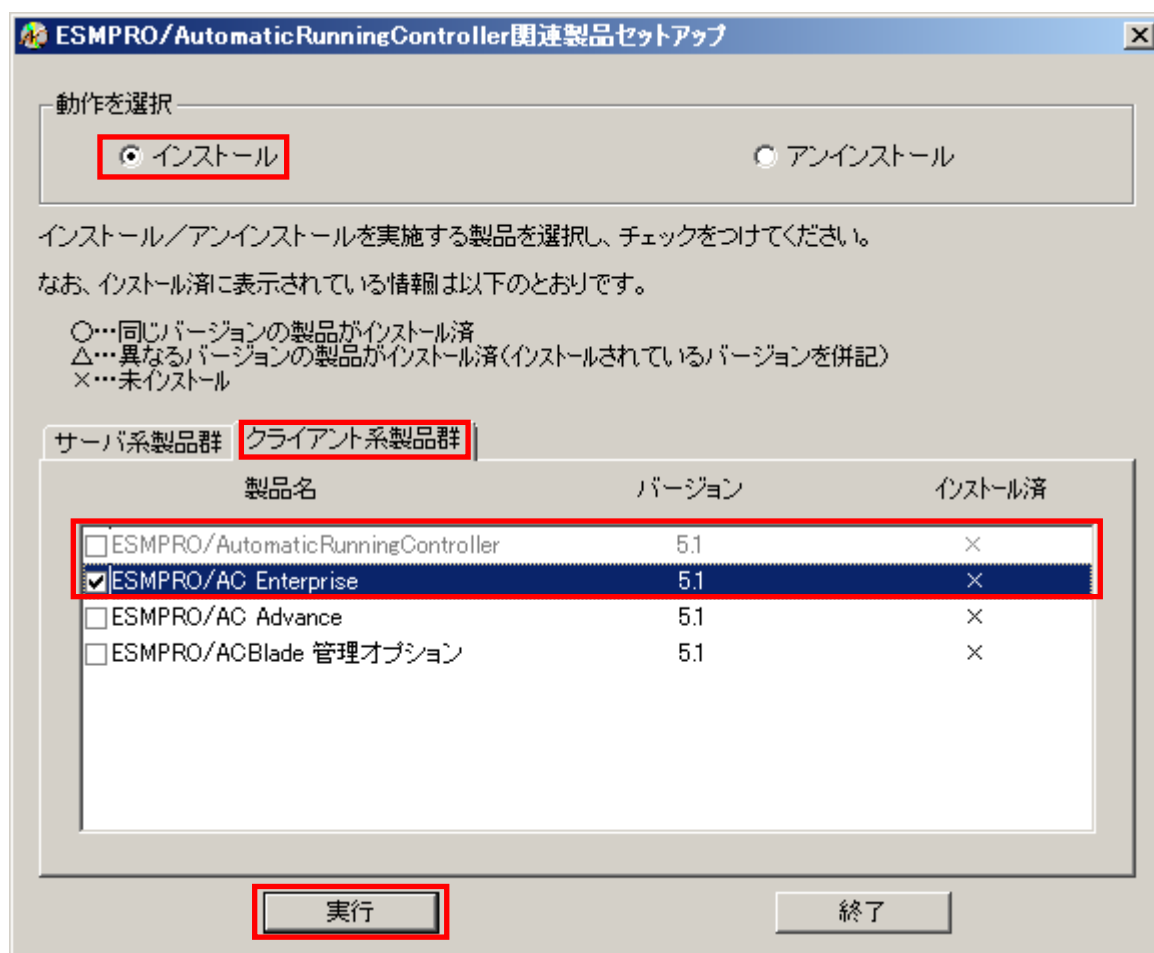 ESMPRO/AutomaticRunningController関連製品セットアップ
動作を選択
インストール
アンインストール
インストール／アンインストールを実施する製品を選択し、チェックをつけてください。
なお、インストール済に表示されている情報は以下のとおりです。
○…同じバージョンの製品がインストール済
△…異なるバージョンの製品がインストール済(インストールされているバージョンを併記)
×…未インストール
サーバ系製品群 クライアント系製品群
製品名 バージョン インストール済
ESMPRO/AutomaticRunningController 5.1 ×
ESMPRO/AC Enterprise 5.1 ×
ESMPRO/AC Advance 5.1 ×
ESMPRO/ACBlade 管理オプション 5.1 ×
実行 終了